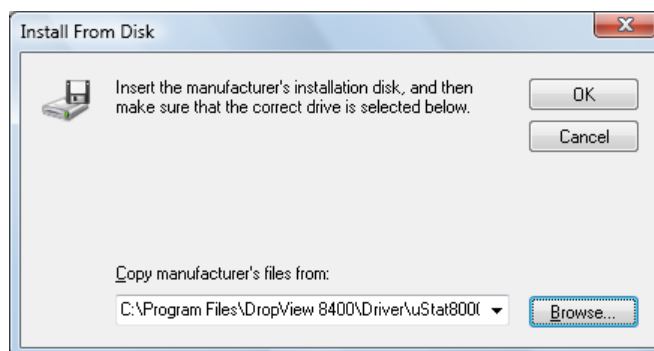 Install From Disk
Insert the manufacturer's installation disk, and then
make sure that the correct drive is selected below.
OK
Cancel
Copy manufacturer's files from:
C:\Program Files\DropView 8400\Driver\uStat800
Browse...